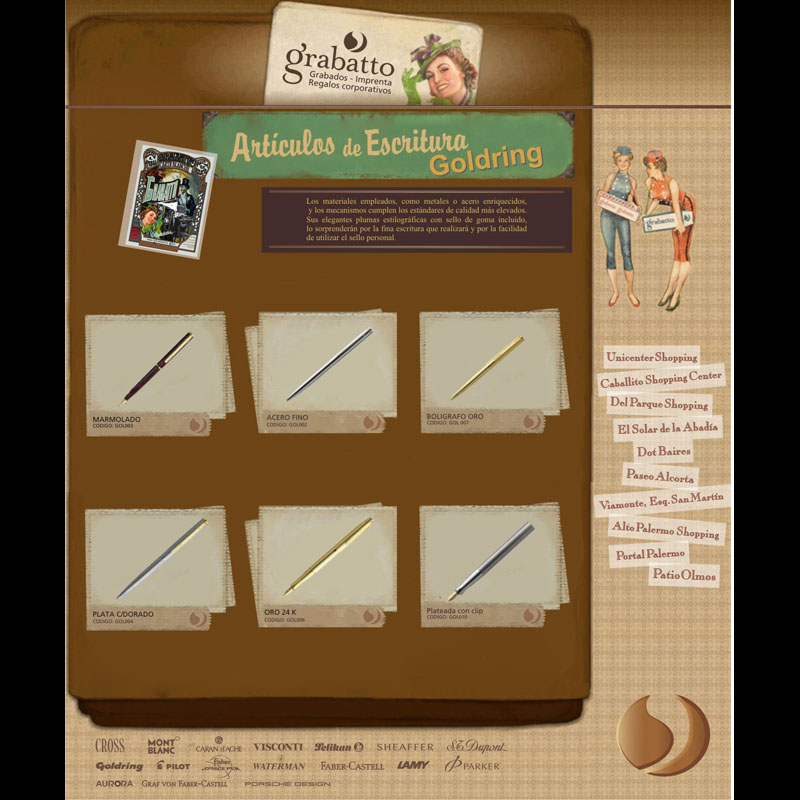 grabatto
Grabados - Imprenta
Regalos corporativos
Artículos de Escritura
Goldring
Los materiales empleados, como metales o acero enriquecidos,
y los mecanismos cumplen los estándares de calidad más elevados.
Sus elegantes plumas estilográficas con sello de goma incluido,
lo sorprenderán por la fina escritura que realizará y por la facilidad
de utilizar el sello personal.
grabatto
MARMOLADO
CODIGO: GOL003
ACERO FINO
CODIGO: GOL002
BOLIGRAFO ORO
CODIGO: GOL 007
Unicenter Shopping
Caballito Shopping Center
Del Parque Shopping
El Solar de la Abadía
Dot Baires
Paseo Alcorta
Viamonte, Esq. San Martín
Alto Palermo Shopping
Portal Palermo
Patio Olmos
PLATA C/DORADO
CODIGO: GOL004
ORO 24 K
CODIGO: GOL006
Plateada con clip
CODIGO: GOL010
CROSS
MONT
BLANC
CARAN d'ACHE
VISCONTI
Pelikan
SHEAFFER
S.T. Dupont
Goldring
PILOT
Fisher
SPACE PEN
WATERMAN
FABER-CASTELL
LAMY
PARKER
AURORA
GRAF VON FABER-CASTELL
PORSCHE DESIGN